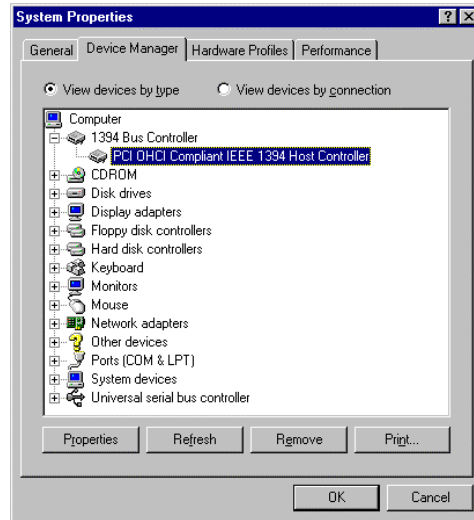 System Properties
General
Device Manager
Hardware Profiles
Performance
View devices by type
View devices by connection
Computer
1394 Bus Controller
PCI OHCI Compliant IEEE 1394 Host Controller
CDROM
Disk drives
Display adapters
Floppy disk controllers
Hard disk controllers
Keyboard
Monitors
Mouse
Network adapters
Other devices
Ports (COM & LPT)
System devices
Universal serial bus controller
Properties
Refresh
Remove
Print...
OK
Cancel